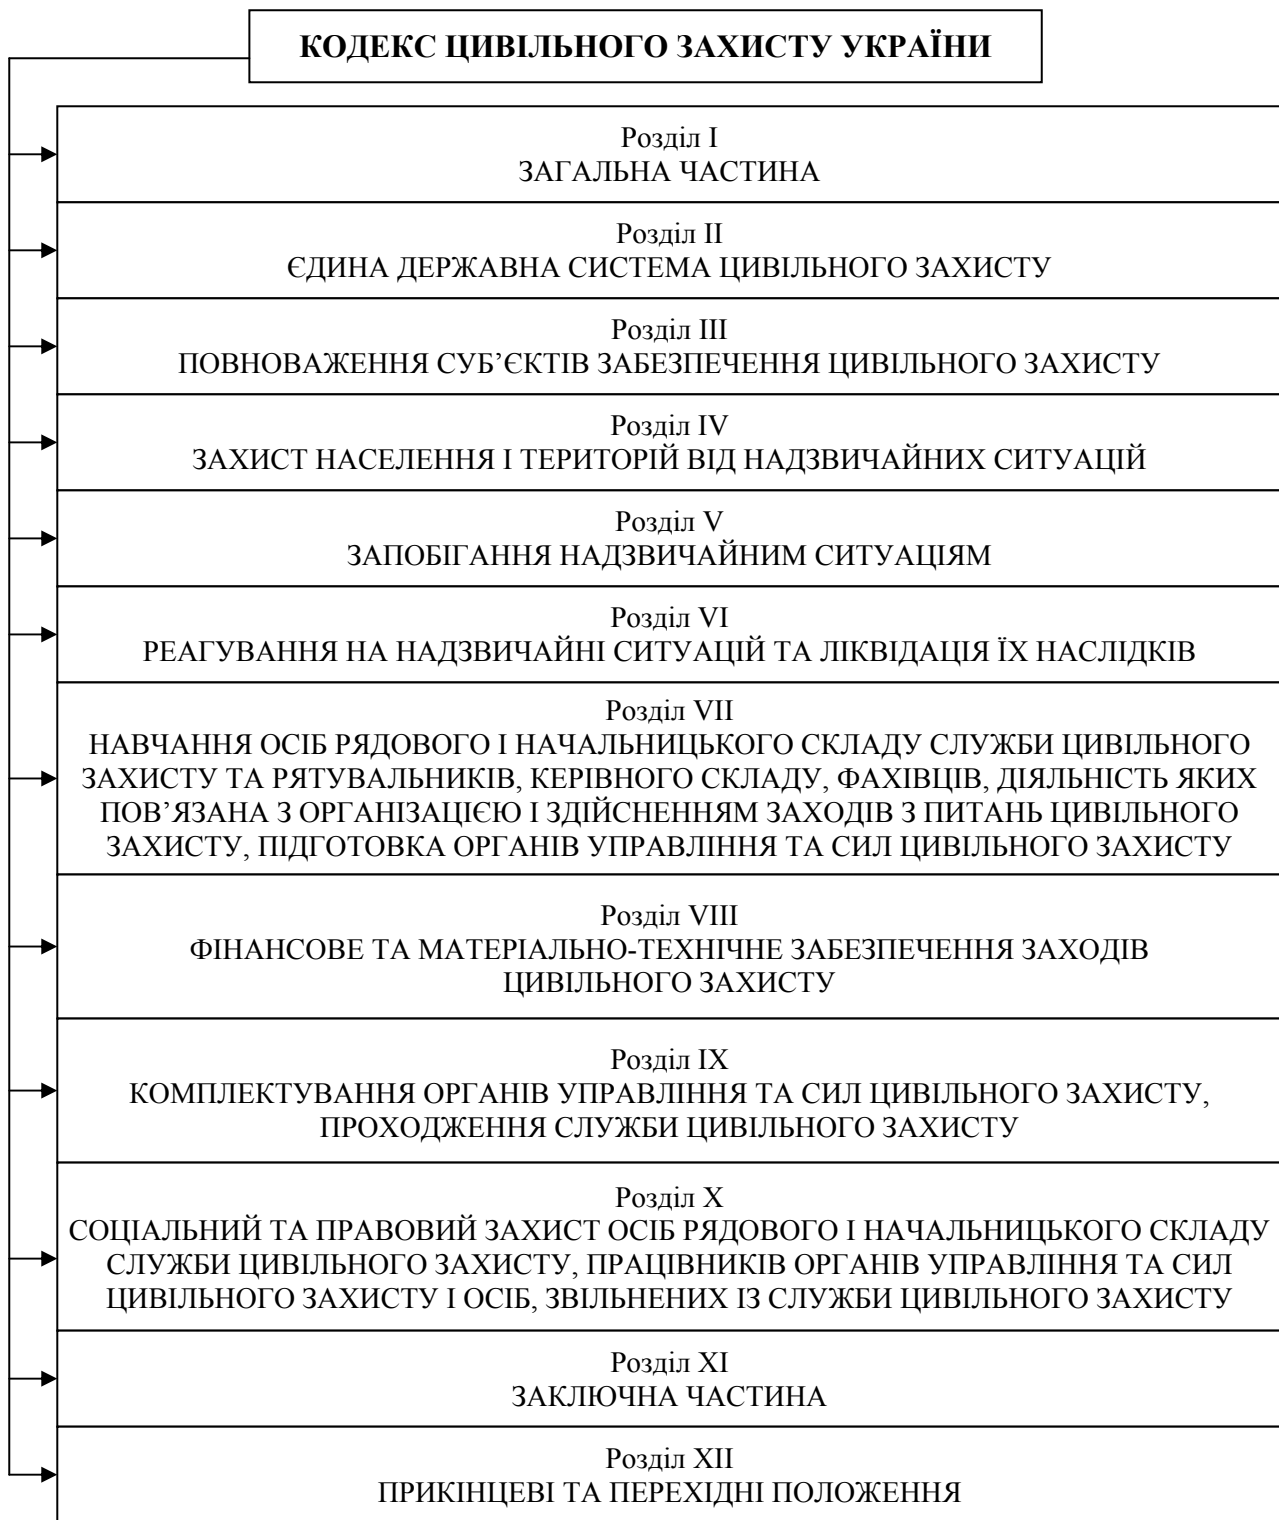 КОДЕКС ЦИВІЛЬНОГО ЗАХИСТУ УКРАЇНИ
Розділ I
ЗАГАЛЬНА ЧАСТИНА
Розділ II
ЄДИНА ДЕРЖАВНА СИСТЕМА ЦИВІЛЬНОГО ЗАХИСТУ
Розділ III
ПОВНОВАЖЕННЯ СУБ’ЄКТІВ ЗАБЕЗПЕЧЕННЯ ЦИВІЛЬНОГО ЗАХИСТУ
Розділ IV
ЗАХИСТ НАСЕЛЕННЯ І ТЕРИТОРІЙ ВІД НАДЗВИЧАЙНИХ СИТУАЦІЙ
Розділ V
ЗАПОБІГАННЯ НАДЗВИЧАЙНИМ СИТУАЦІЯМ
Розділ VI
РЕАГУВАННЯ НА НАДЗВИЧАЙНІ СИТУАЦІЙ ТА ЛІКВІДАЦІЯ ЇХ НАСЛІДКІВ
Розділ VII
НАВЧАННЯ ОСІБ РЯДОВОГО І НАЧАЛЬНИЦЬКОГО СКЛАДУ СЛУЖБИ ЦИВІЛЬНОГО
ЗАХИСТУ ТА РЯТУВАЛЬНИКІВ, КЕРІВНОГО СКЛАДУ, ФАХІВЦІВ, ДІЯЛЬНІСТЬ ЯКИХ
ПОВ’ЯЗАНА З ОРГАНІЗАЦІЄЮ І ЗДІЙСНЕННЯМ ЗАХОДІВ З ПИТАНЬ ЦИВІЛЬНОГО
ЗАХИСТУ, ПІДГОТОВКА ОРГАНІВ УПРАВЛІННЯ ТА СИЛ ЦИВІЛЬНОГО ЗАХИСТУ
Розділ VIII
ФІНАНСОВЕ ТА МАТЕРІАЛЬНО-ТЕХНІЧНЕ ЗАБЕЗПЕЧЕННЯ ЗАХОДІВ
ЦИВІЛЬНОГО ЗАХИСТУ
Розділ IX
КОМПЛЕКТУВАННЯ ОРГАНІВ УПРАВЛІННЯ ТА СИЛ ЦИВІЛЬНОГО ЗАХИСТУ,
ПРОХОДЖЕННЯ СЛУЖБИ ЦИВІЛЬНОГО ЗАХИСТУ
Розділ X
СОЦІАЛЬНИЙ ТА ПРАВОВИЙ ЗАХИСТ ОСІБ РЯДОВОГО І НАЧАЛЬНИЦЬКОГО СКЛАДУ
СЛУЖБИ ЦИВІЛЬНОГО ЗАХИСТУ, ПРАЦІВНИКІВ ОРГАНІВ УПРАВЛІННЯ ТА СИЛ
ЦИВІЛЬНОГО ЗАХИСТУ І ОСІБ, ЗВІЛЬНЕНИХ ІЗ СЛУЖБИ ЦИВІЛЬНОГО ЗАХИСТУ
Розділ XI
ЗАКЛЮЧНА ЧАСТИНА
Розділ XII
ПРИКІНЦЕВІ ТА ПЕРЕХІДНІ ПОЛОЖЕННЯ